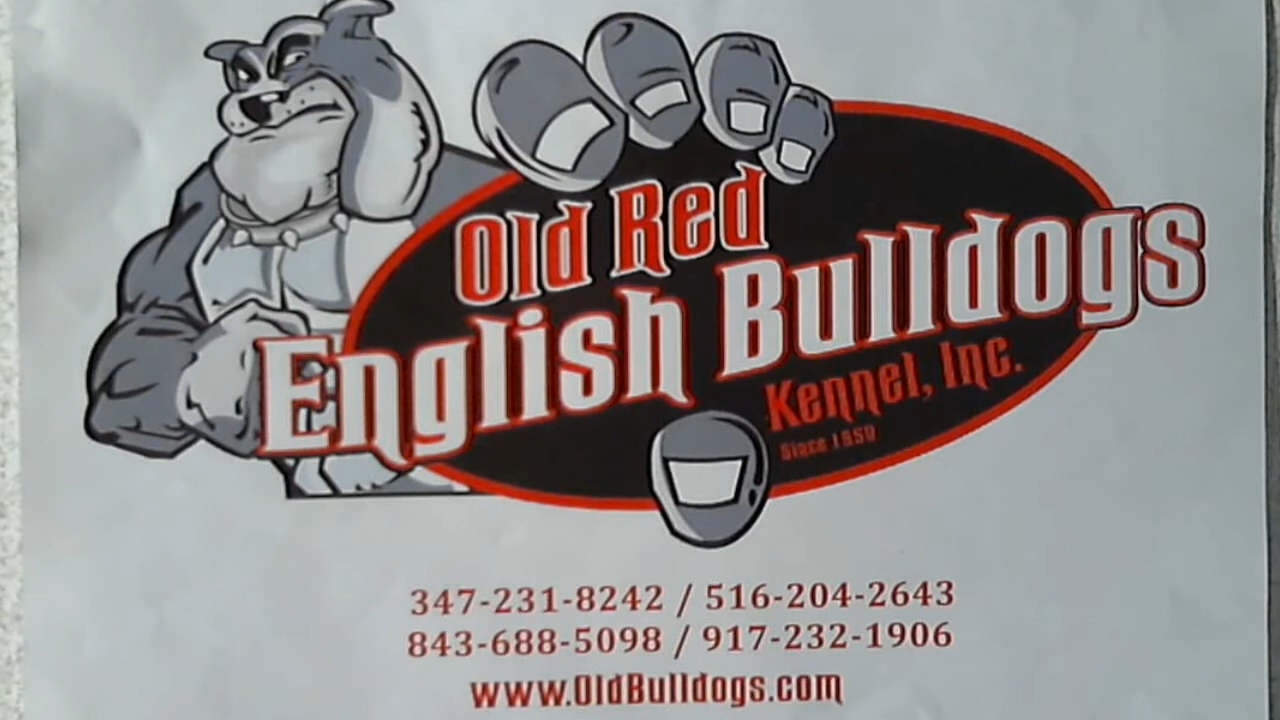 Old Red
English Bulldogs
Kennel, Inc.
Since 1959
347-231-8242 / 516-204-2643
843-688-5098 / 917-232-1906
www.OldBulldogs.com